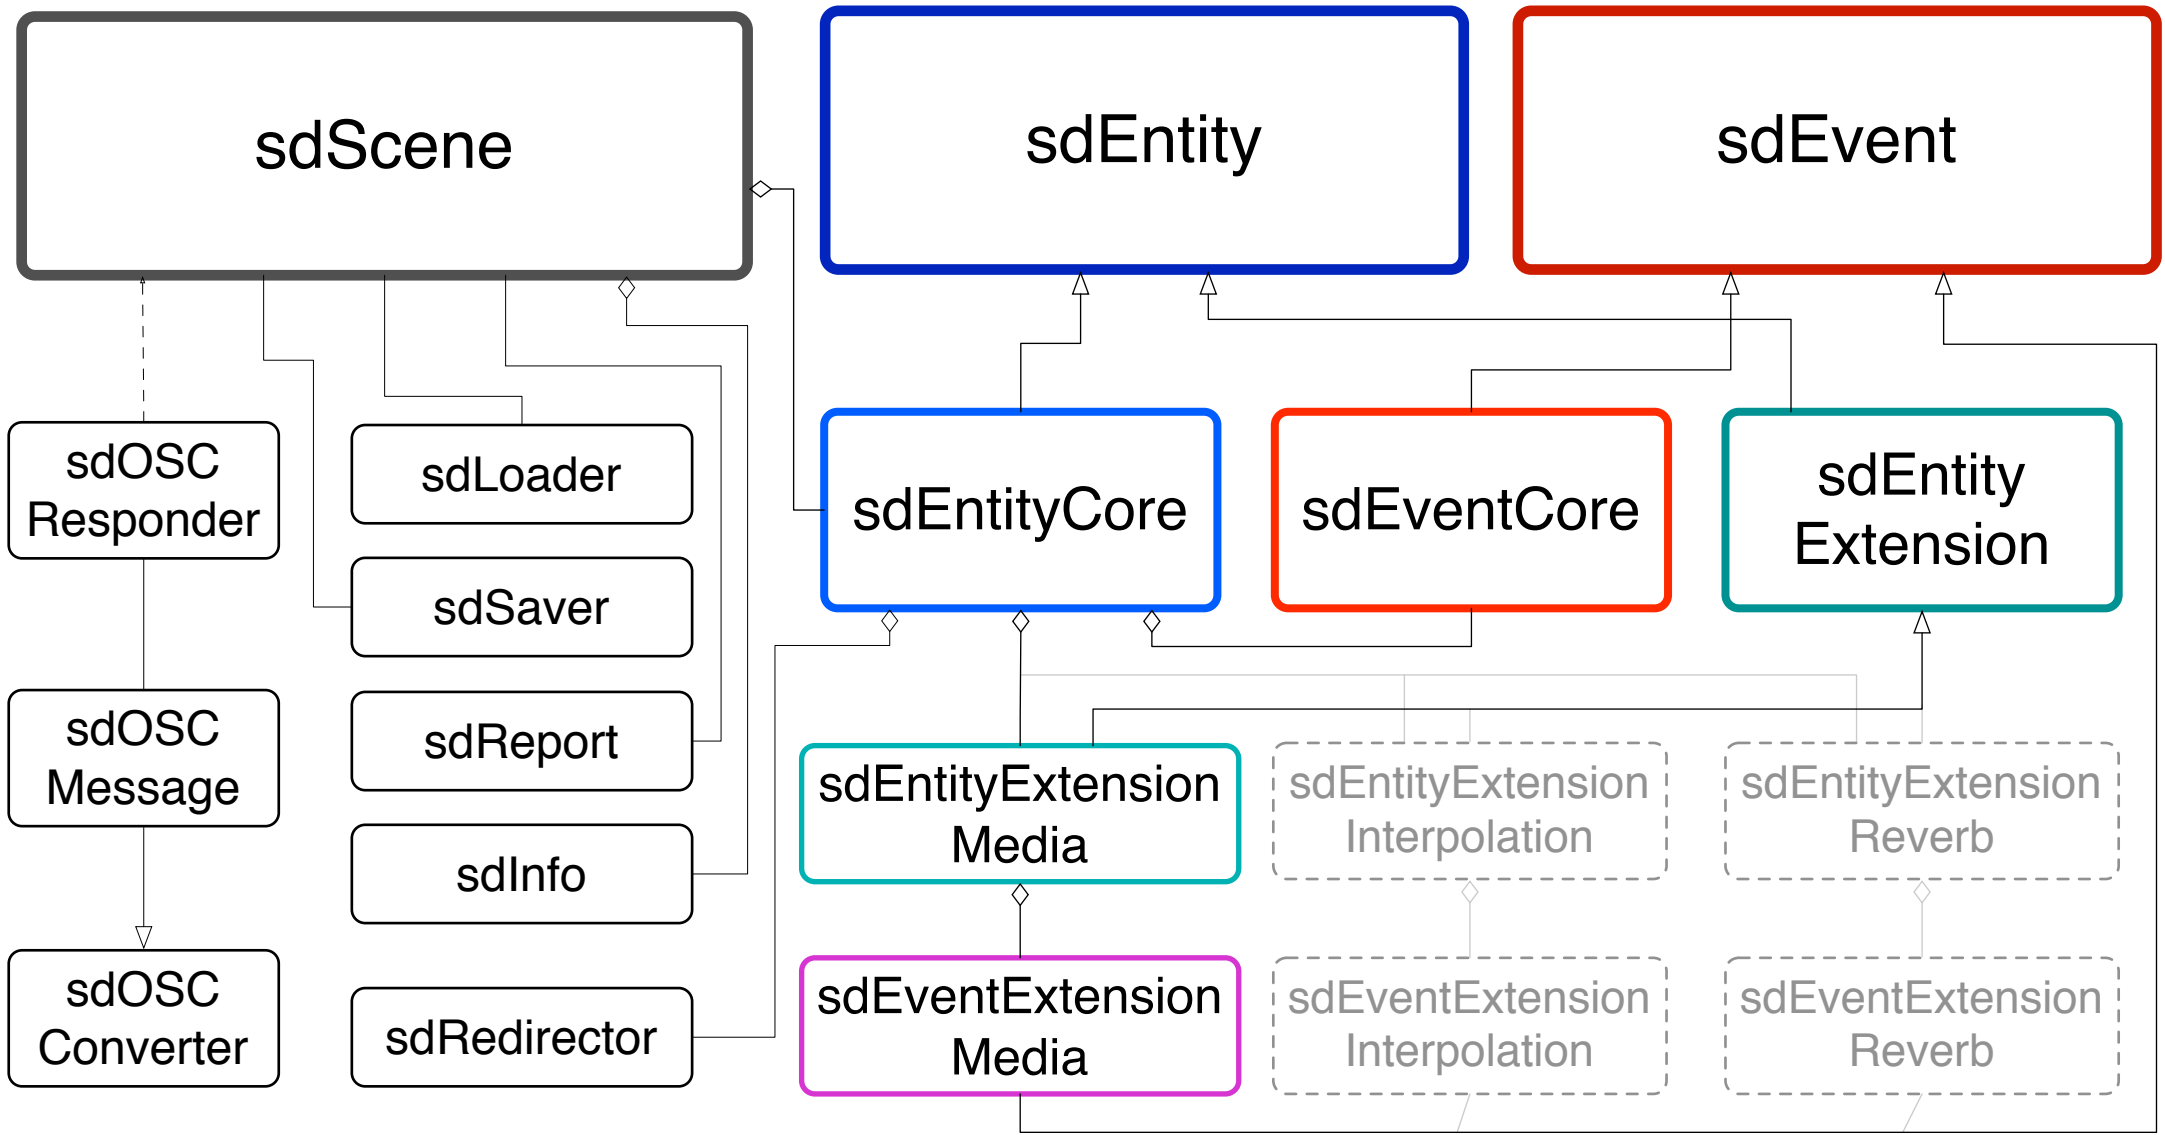 sdScene
sdEntity
sdEvent
sdOSC
Responder
sdLoader
sdEntityCore
sdEventCore
sdEntity
Extension
sdSaver
sdOSC
Message
sdReport
sdEntityExtension
Media
sdEntityExtension
Interpolation
sdEntityExtension
Reverb
sdInfo
sdOSC
Converter
sdRedirector
sdEventExtension
Media
sdEventExtension
Interpolation
sdEventExtension
Reverb